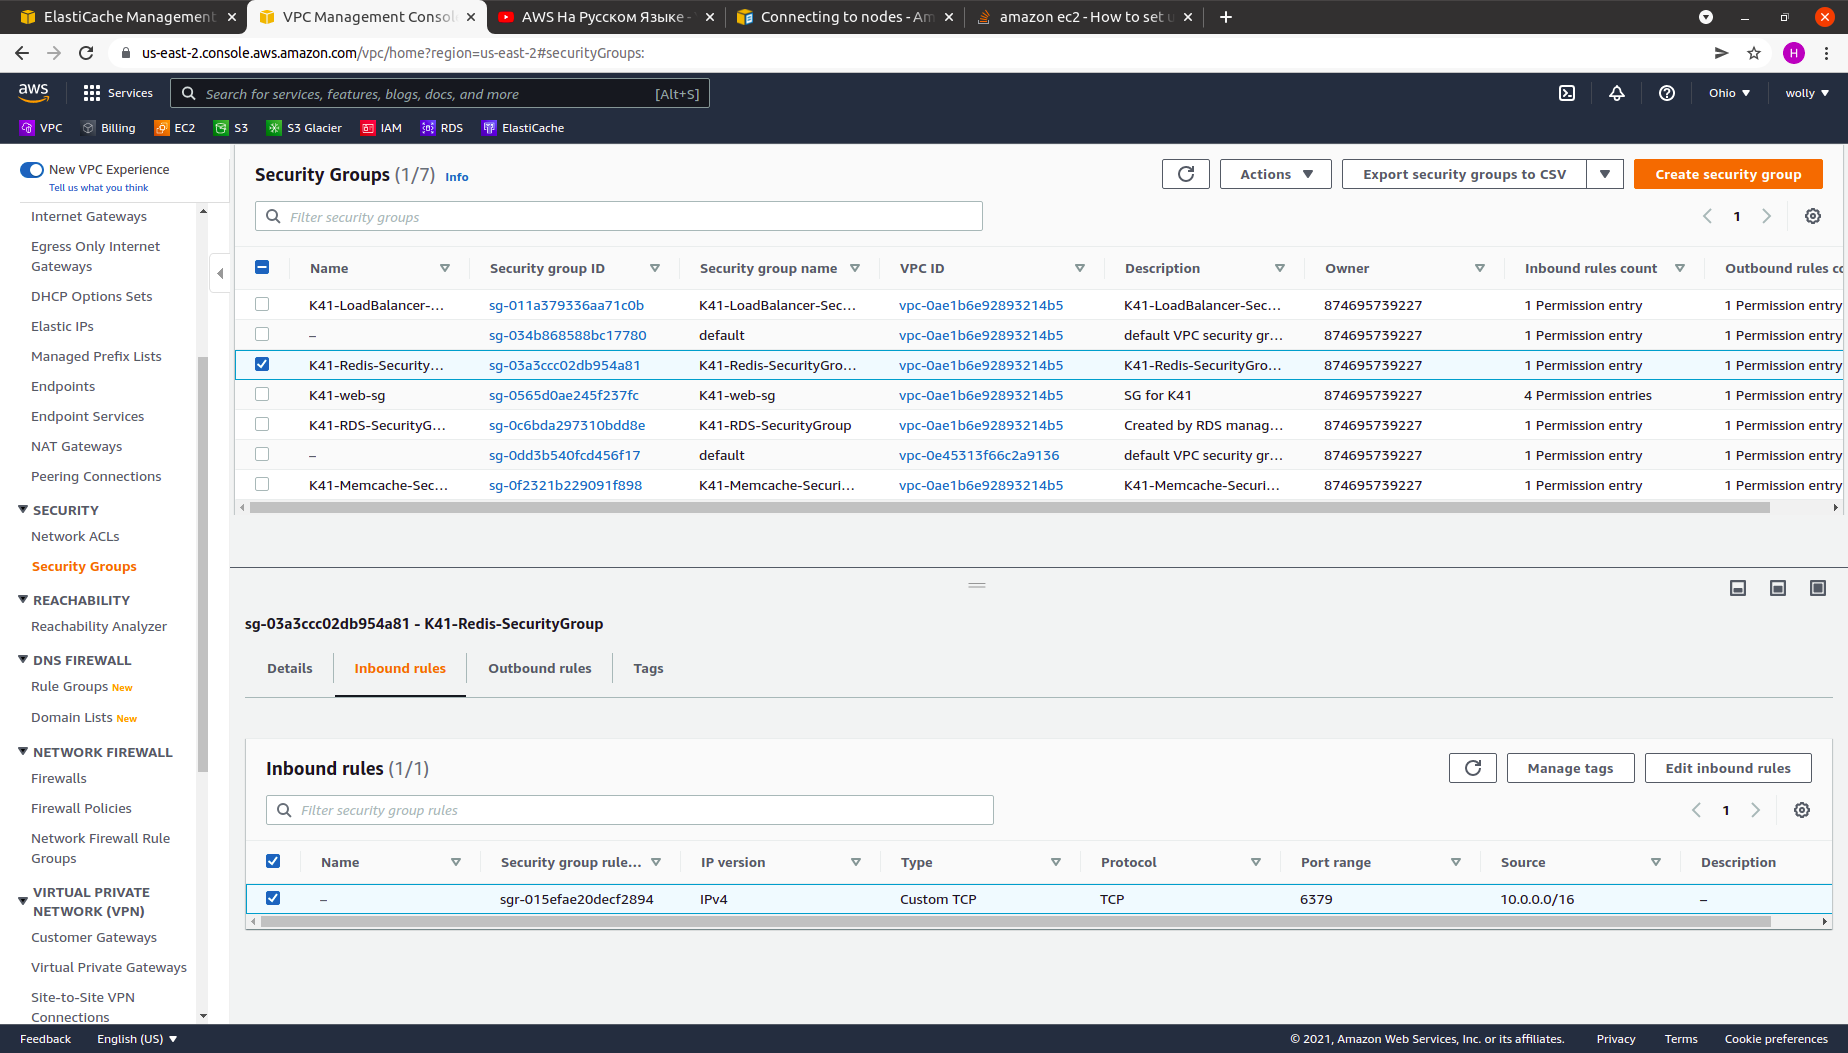 ElastiCache Management
VPC Management Consol
AWS На Русском Языке -
Connecting to nodes - Am
amazon ec2 - How to set u
us-east-2.console.aws.amazon.com/vpc/home?region=us-east-2#securityGroups:
H
aws
Services
Search for services, features, blogs, docs, and more
[Alt+S]
Ohio
wolly
VPC
Billing
EC2
S3
S3 Glacier
IAM
RDS
ElastiCache
New VPC Experience
Tell us what you think
Internet Gateways
Egress Only Internet
Gateways
DHCP Options Sets
Elastic IPs
Managed Prefix Lists
Endpoints
Endpoint Services
NAT Gateways
Peering Connections
SECURITY
Network ACLs
Security Groups
REACHABILITY
Reachability Analyzer
DNS FIREWALL
Rule Groups New
Domain Lists New
NETWORK FIREWALL
Firewalls
Firewall Policies
Network Firewall Rule
Groups
VIRTUAL PRIVATE
NETWORK (VPN)
Customer Gateways
Virtual Private Gateways
Site-to-Site VPN
Connections
Security Groups (1/7) Info
Actions
Export security groups to CSV
Create security group
Filter security groups
1
Name Security group ID Security group name VPC ID Description Owner Inbound rules count Outbound rules co
K41-LoadBalancer-... sg-011a379336aa71c0b K41-LoadBalancer-Sec... vpc-0ae1b6e92893214b5 K41-LoadBalancer-Sec... 874695739227 1 Permission entry 1 Permission entry
– sg-034b868588bc17780 default vpc-0ae1b6e92893214b5 default VPC security gr... 874695739227 1 Permission entry 1 Permission entry
K41-Redis-Security... sg-03a3ccc02db954a81 K41-Redis-SecurityGro... vpc-0ae1b6e92893214b5 K41-Redis-SecurityGro... 874695739227 1 Permission entry 1 Permission entry
K41-web-sg sg-0565d0ae245f237fc K41-web-sg vpc-0ae1b6e92893214b5 SG for K41 874695739227 4 Permission entries 1 Permission entry
K41-RDS-SecurityG... sg-0c6bda297310bdd8e K41-RDS-SecurityGroup vpc-0ae1b6e92893214b5 Created by RDS manag... 874695739227 1 Permission entry 1 Permission entry
– sg-0dd3b540fcd456f17 default vpc-0e45313f66c2a9136 default VPC security gr... 874695739227 1 Permission entry 1 Permission entry
K41-Memcache-Sec... sg-0f2321b229091f898 K41-Memcache-Securi... vpc-0ae1b6e92893214b5 K41-Memcache-Securi... 874695739227 1 Permission entry 1 Permission entry
sg-03a3ccc02db954a81 - K41-Redis-SecurityGroup
Details
Inbound rules
Outbound rules
Tags
Inbound rules (1/1)
Manage tags
Edit inbound rules
Filter security group rules
1
Name Security group rule... IP version Type Protocol Port range Source Description
– sgr-015efae20decf2894 IPv4 Custom TCP TCP 6379 10.0.0.0/16 –
Feedback
English (US)
© 2021, Amazon Web Services, Inc. or its affiliates.
Privacy
Terms
Cookie preferences